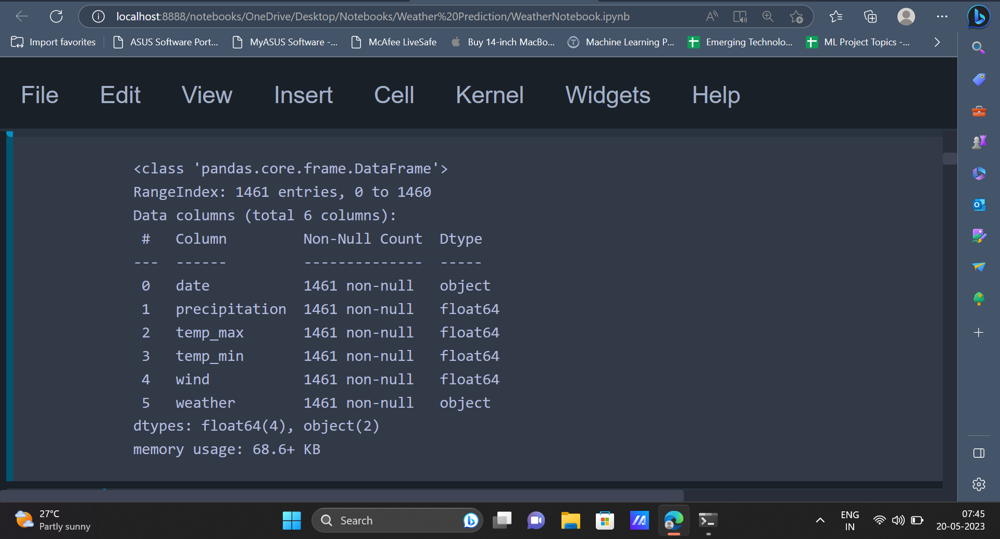 localhost:8888/notebooks/OneDrive/Desktop/Notebooks/Weather%20Prediction/WeatherNotebook.ipynb
Import favorites ASUS Software Port... MyASUS Software -... McAfee LiveSafe Buy 14-inch MacBo... Machine Learning P... Emerging Technolo... ML Project Topics -...
File Edit View Insert Cell Kernel Widgets Help
<class 'pandas.core.frame.DataFrame'>
RangeIndex: 1461 entries, 0 to 1460
Data columns (total 6 columns):
#   Column         Non-Null Count  Dtype
---  ------         --------------  -----
0   date           1461 non-null   object
1   precipitation  1461 non-null   float64
2   temp_max       1461 non-null   float64
3   temp_min       1461 non-null   float64
4   wind           1461 non-null   float64
5   weather        1461 non-null   object
dtypes: float64(4), object(2)
memory usage: 68.6+ KB
27°C
Partly sunny
Search
ENG
IN
07:45
20-05-2023